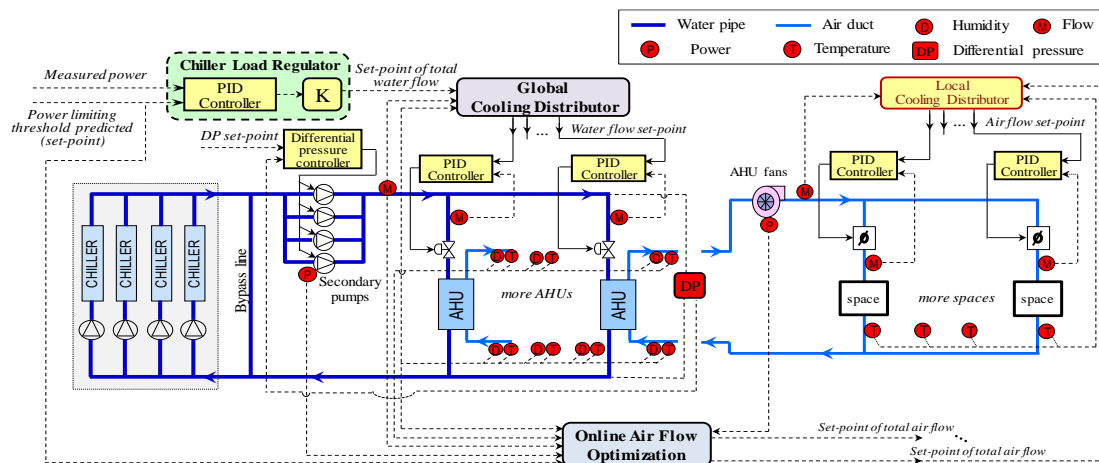 Water pipe
Air duct
D
Humidity
M
Flow
P
Power
T
Temperature
DP
Differential pressure
Chiller Load Regulator
Measured power
PID
Controller
K
Set-point of total
water flow
Power limiting
threshold predicted
(set-point)
Global
Cooling Distributor
...
Water flow set-point
Local
Cooling Distributor
...
Air flow set-point
DP set-point
Differential
pressure
controller
PID
Controller
PID
Controller
AHU fans
PID
Controller
PID
Controller
M
M
M
M
P
CHILLER
CHILLER
CHILLER
CHILLER
Bypass line
P
Secondary
pumps
D T
D T
D T
M
M
more AHUs
AHU
AHU
DP
space
more spaces
space
T
T
T
T
D T
D T
D T
D T
Online Air Flow
Optimization
Set-point of total air flow
...
Set-point of total air flow